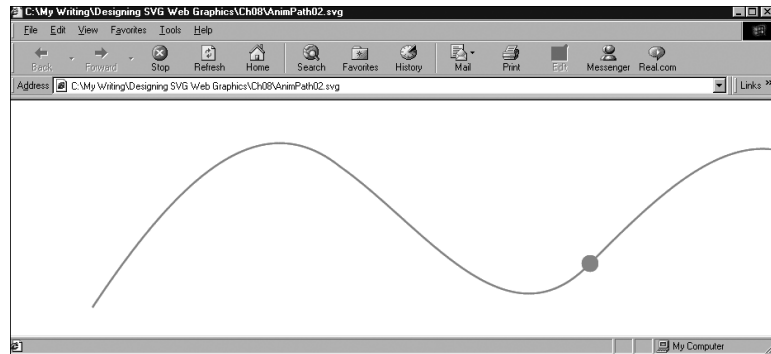 C:\My Writing\Designing SVG Web Graphics\Ch08\AnimPath02.svg
File Edit View Favorites Tools Help
Back Forward Stop Refresh Home Search Favorites History Mail Print Edit Messenger Real.com
Address C:\My Writing\Designing SVG Web Graphics\Ch08\AnimPath02.svg Links »
My Computer